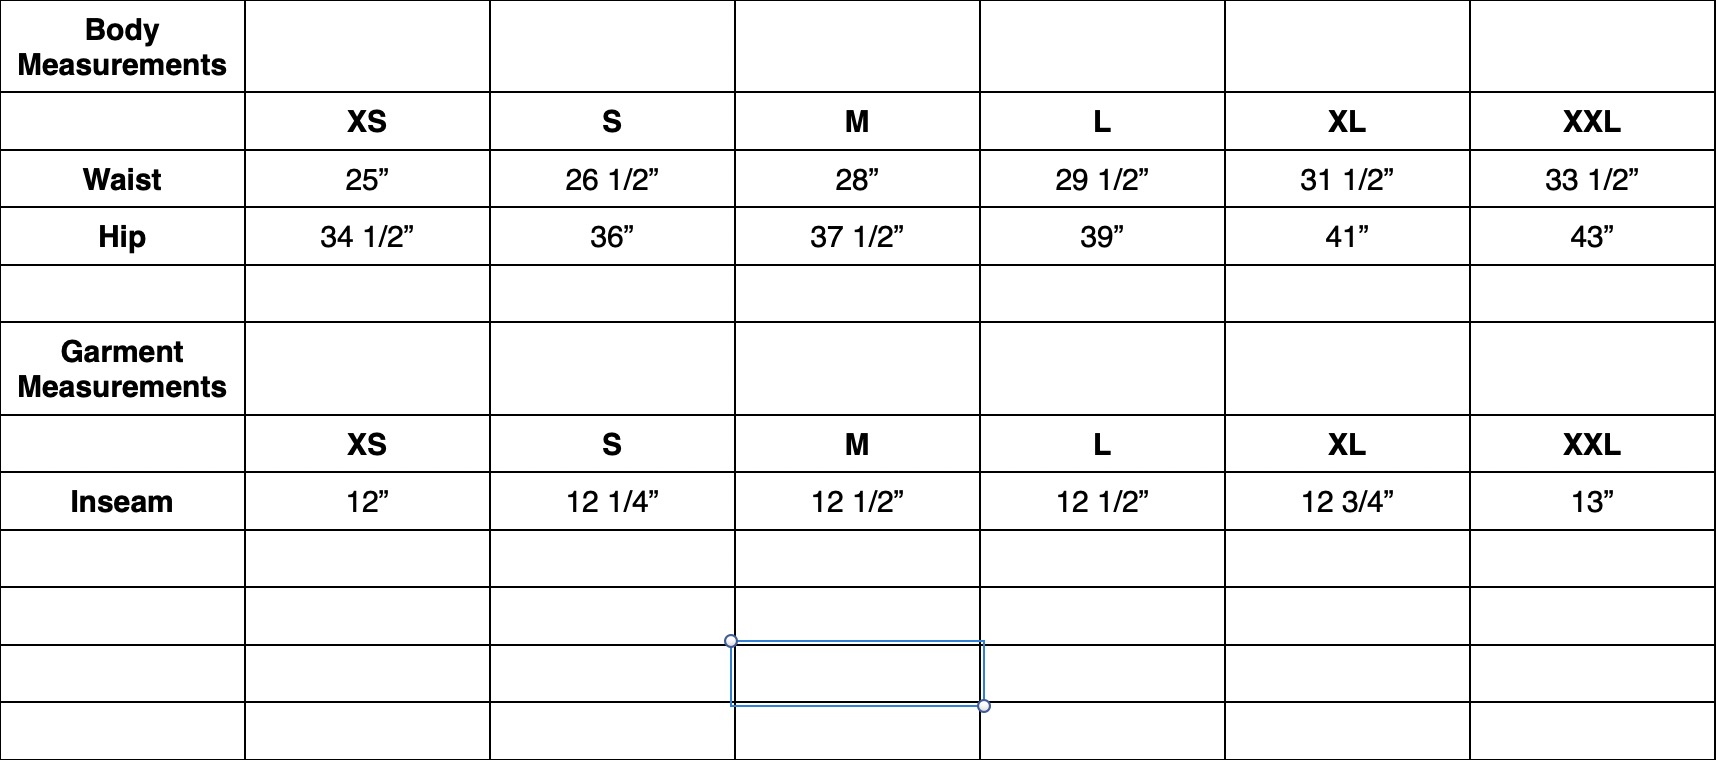 Body
Measurements
XS S M L XL XXL
Waist 25” 26 1/2” 28” 29 1/2” 31 1/2” 33 1/2”
Hip 34 1/2” 36” 37 1/2” 39” 41” 43”
Garment
Measurements
XS S M L XL XXL
Inseam 12” 12 1/4” 12 1/2” 12 1/2” 12 3/4” 13”